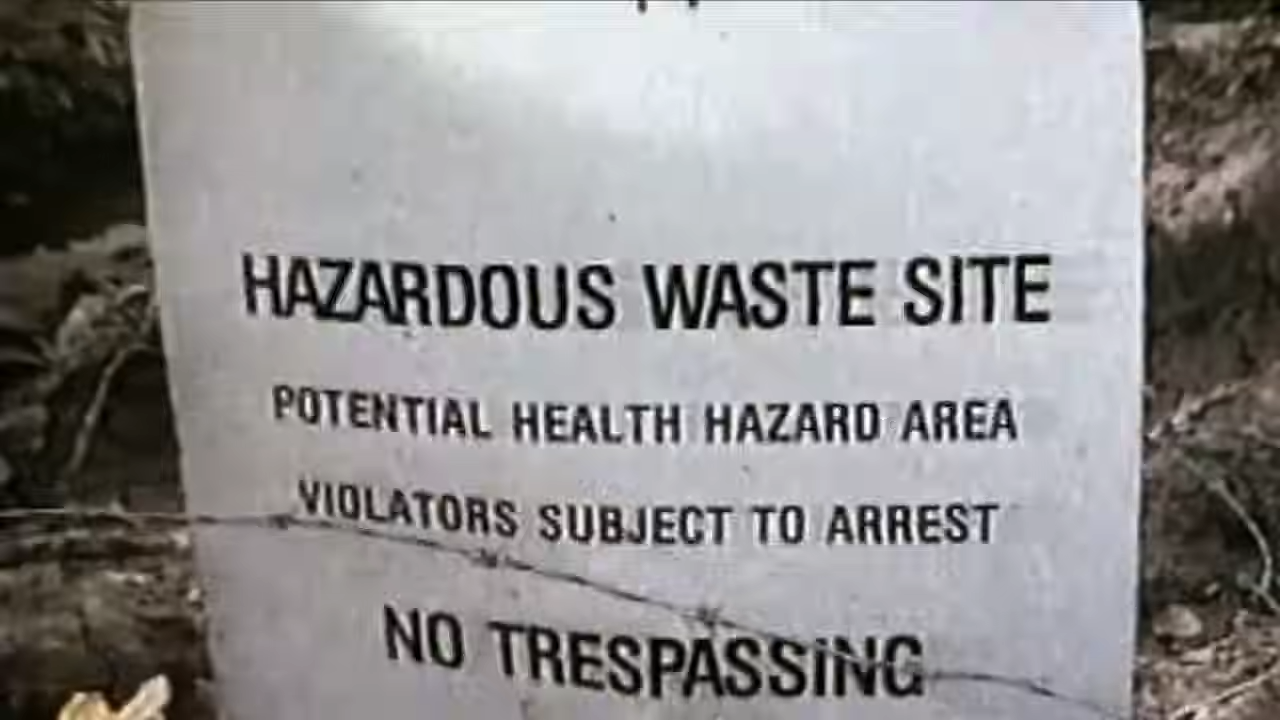 HAZARDOUS WASTE SITE
POTENTIAL HEALTH HAZARD AREA
VIOLATORS SUBJECT TO ARREST
NO TRESPASSING